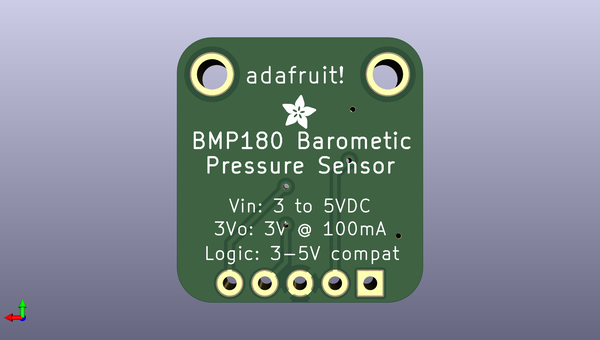 adafruit!
BMP180 Barometic
Pressure Sensor
Vin: 3 to 5VDC
3Vo: 3V @ 100mA
Logic: 3-5V compat